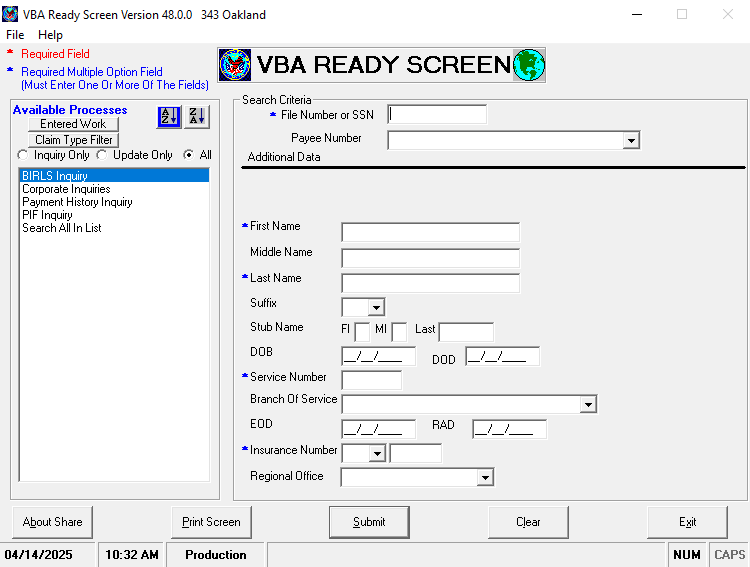 VBA Ready Screen Version 48.0.0   343 Oakland
File   Help
* Required Field
* Required Multiple Option Field
(Must Enter One Or More Of The Fields)
VBA READY SCREEN
Available Processes
Entered Work
Claim Type Filter
A Z
Z A
Inquiry Only   Update Only   All
BIRLS Inquiry
Corporate Inquiries
Payment History Inquiry
PIF Inquiry
Search All In List
Search Criteria
* File Number or SSN
Payee Number
Additional Data
* First Name
Middle Name
* Last Name
Suffix
Stub Name   FI   MI   Last
DOB   __/__/____   DOD   __/__/____
* Service Number
Branch Of Service
EOD   __/__/____   RAD   __/__/____
* Insurance Number
Regional Office
About Share   Print Screen   Submit   Clear   Exit
04/14/2025   10:32 AM   Production   NUM   CAPS